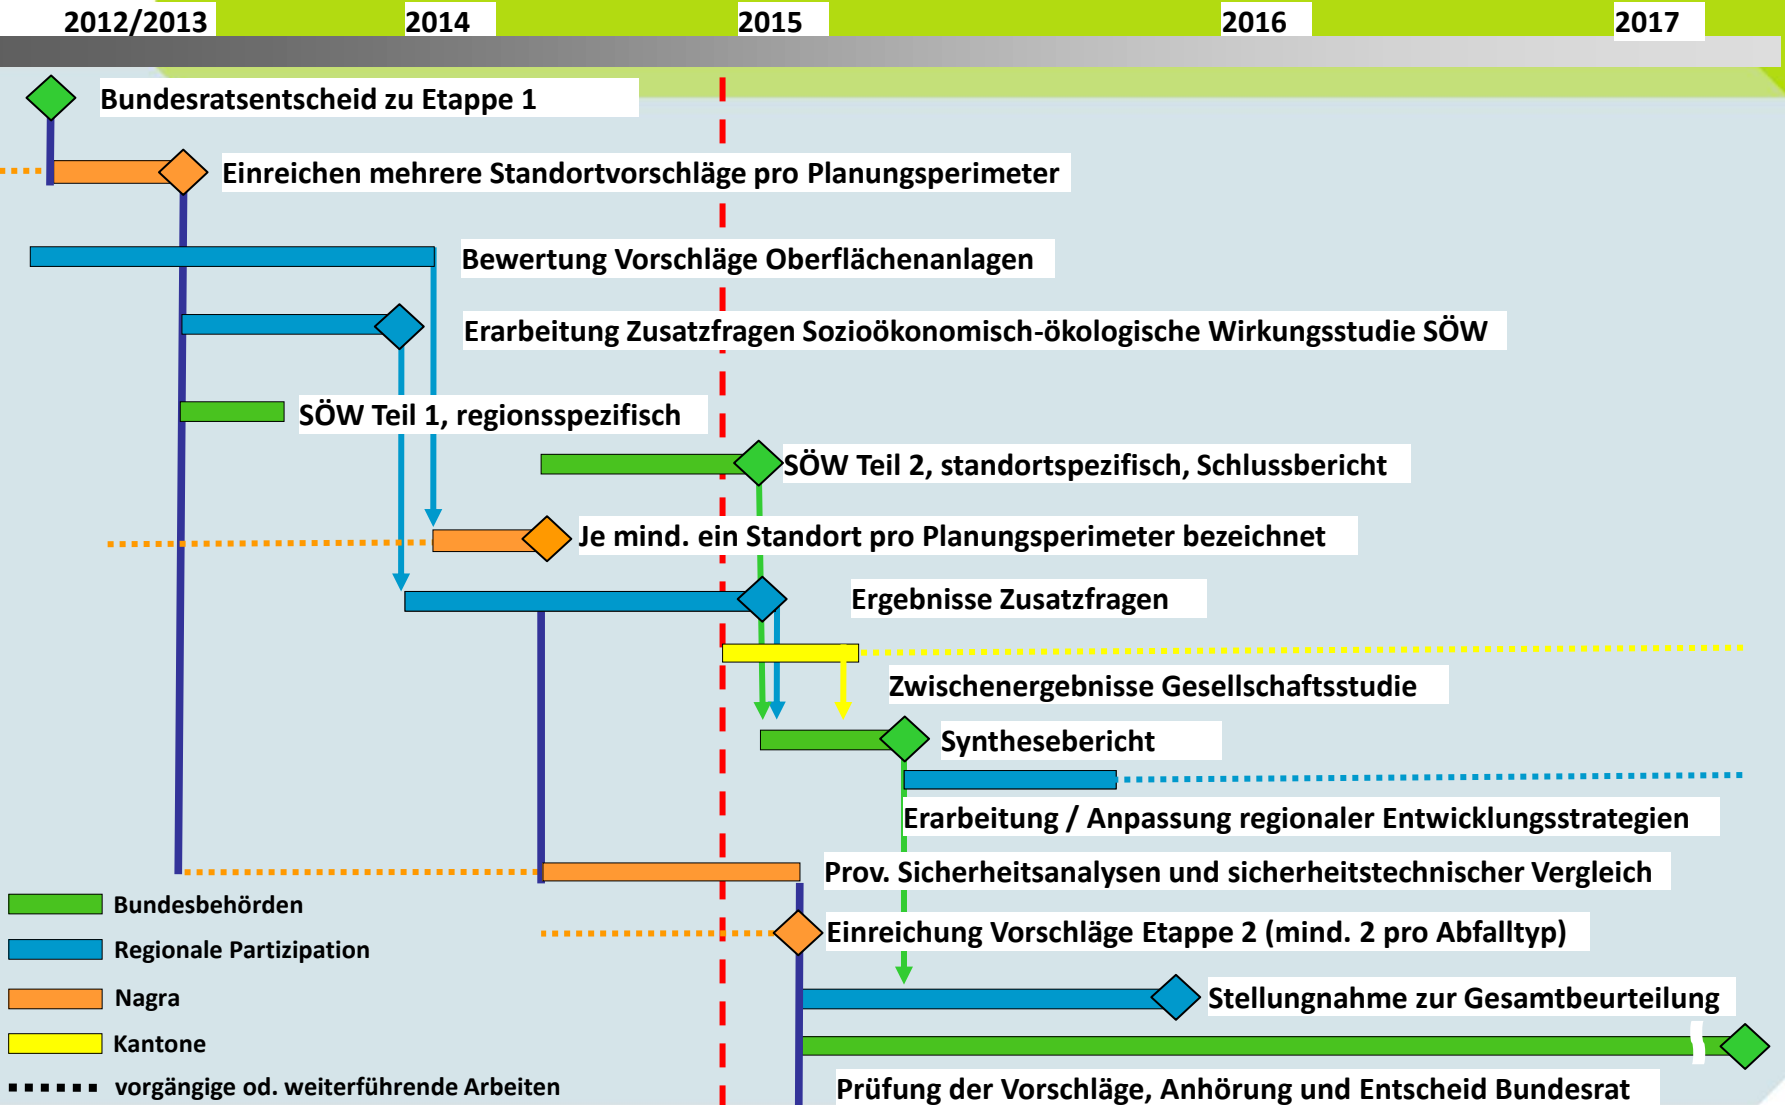 2012/2013
2014
2015
2016
2017
Bundesratsentscheid zu Etappe 1
Einreichen mehrere Standortvorschläge pro Planungsperimeter
Bewertung Vorschläge Oberflächenanlagen
Erarbeitung Zusatzfragen Sozioökonomisch-ökologische Wirkungsstudie SÖW
SÖW Teil 1, regionsspezifisch
SÖW Teil 2, standortspezifisch, Schlussbericht
Je mind. ein Standort pro Planungsperimeter bezeichnet
Ergebnisse Zusatzfragen
Zwischenergebnisse Gesellschaftsstudie
Synthesebericht
Erarbeitung / Anpassung regionaler Entwicklungsstrategien
Prov. Sicherheitsanalysen und sicherheitstechnischer Vergleich
Einreichung Vorschläge Etappe 2 (mind. 2 pro Abfalltyp)
Stellungnahme zur Gesamtbeurteilung
Prüfung der Vorschläge, Anhörung und Entscheid Bundesrat
Bundesbehörden
Regionale Partizipation
Nagra
Kantone
vorgängige od. weiterführende Arbeiten